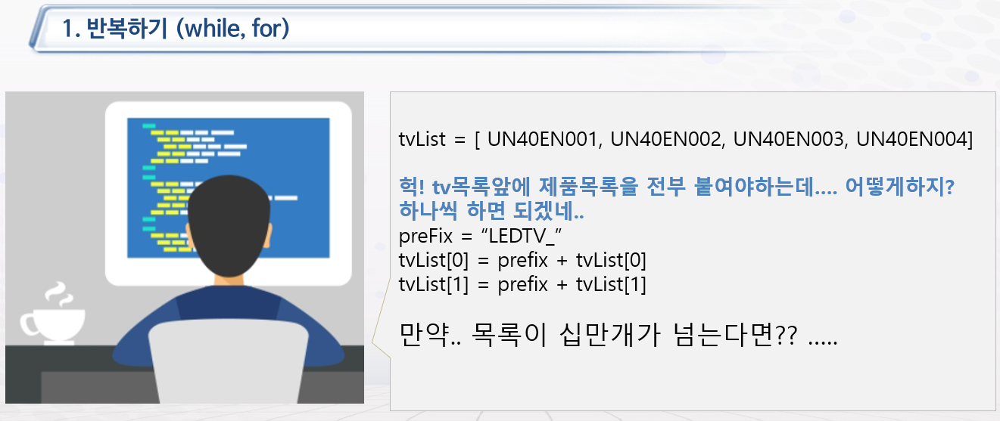 1. 반복하기 (while, for)
tvList = [ UN40EN001, UN40EN002, UN40EN003, UN40EN004]
헉! tv목록앞에 제품목록을 전부 붙여야하는데.... 어떻게하지?
하나씩 하면 되겠네..
preFix = “LEDTV_”
tvList[0] = prefix + tvList[0]
tvList[1] = prefix + tvList[1]
만약.. 목록이 십만개가 넘는다면?? .....